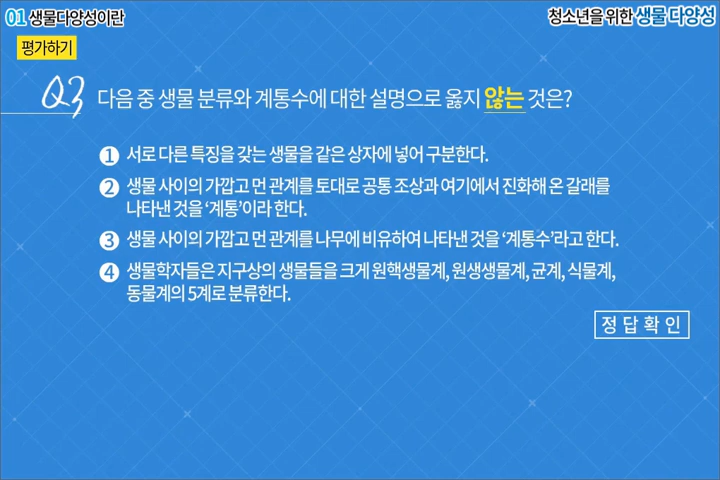 01 생물다양성이란
청소년을 위한 생물 다양성
평가하기
Q3 다음 중 생물 분류와 계통수에 대한 설명으로 옳지 않는 것은?
1 서로 다른 특징을 갖는 생물을 같은 상자에 넣어 구분한다.
2 생물 사이의 가깝고 먼 관계를 토대로 공통 조상과 여기에서 진화해 온 갈래를
나타낸 것을 ‘계통’이라 한다.
3 생물 사이의 가깝고 먼 관계를 나무에 비유하여 나타낸 것을 ‘계통수’라고 한다.
4 생물학자들은 지구상의 생물들을 크게 원핵생물계, 원생생물계, 균계, 식물계,
동물계의 5계로 분류한다.
정답확인